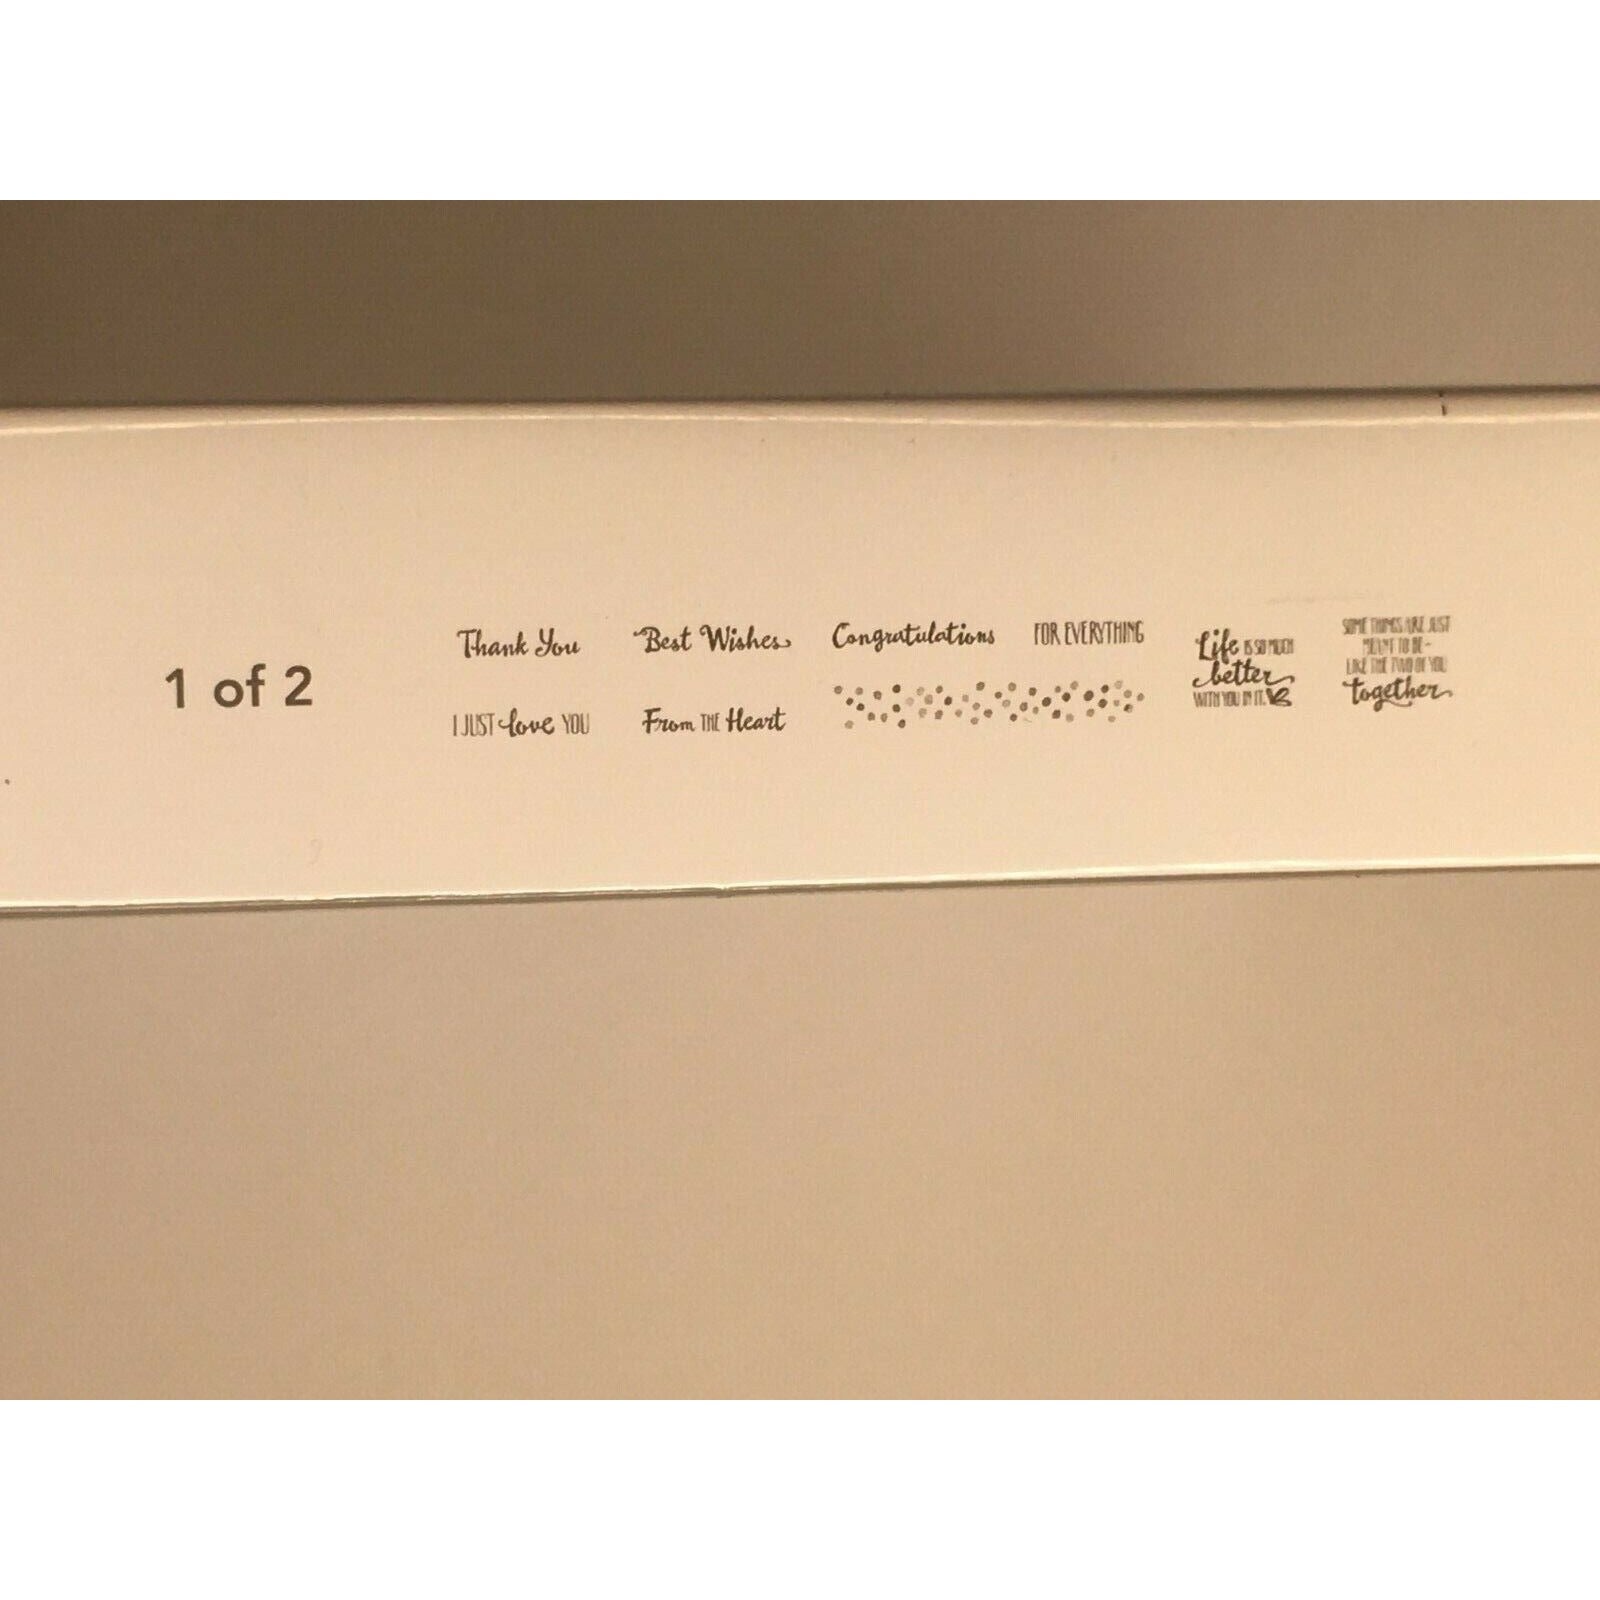 1 of 2
Thank You
I JUST love YOU
Best Wishes
From THE Heart
Congratulations
FOR EVERYTHING
Life IS SO MUCH
better
WITH YOU IN IT.
SOME THINGS ARE JUST
MEANT TO BE-
LIKE THE TWO OF YOU
together